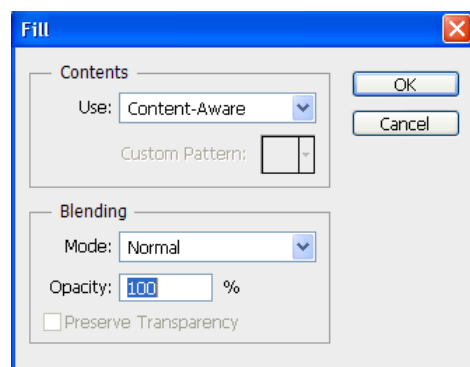 Fill
Contents
Use: Content-Aware
Custom Pattern:
OK
Cancel
Blending
Mode: Normal
Opacity: 100 %
Preserve Transparency